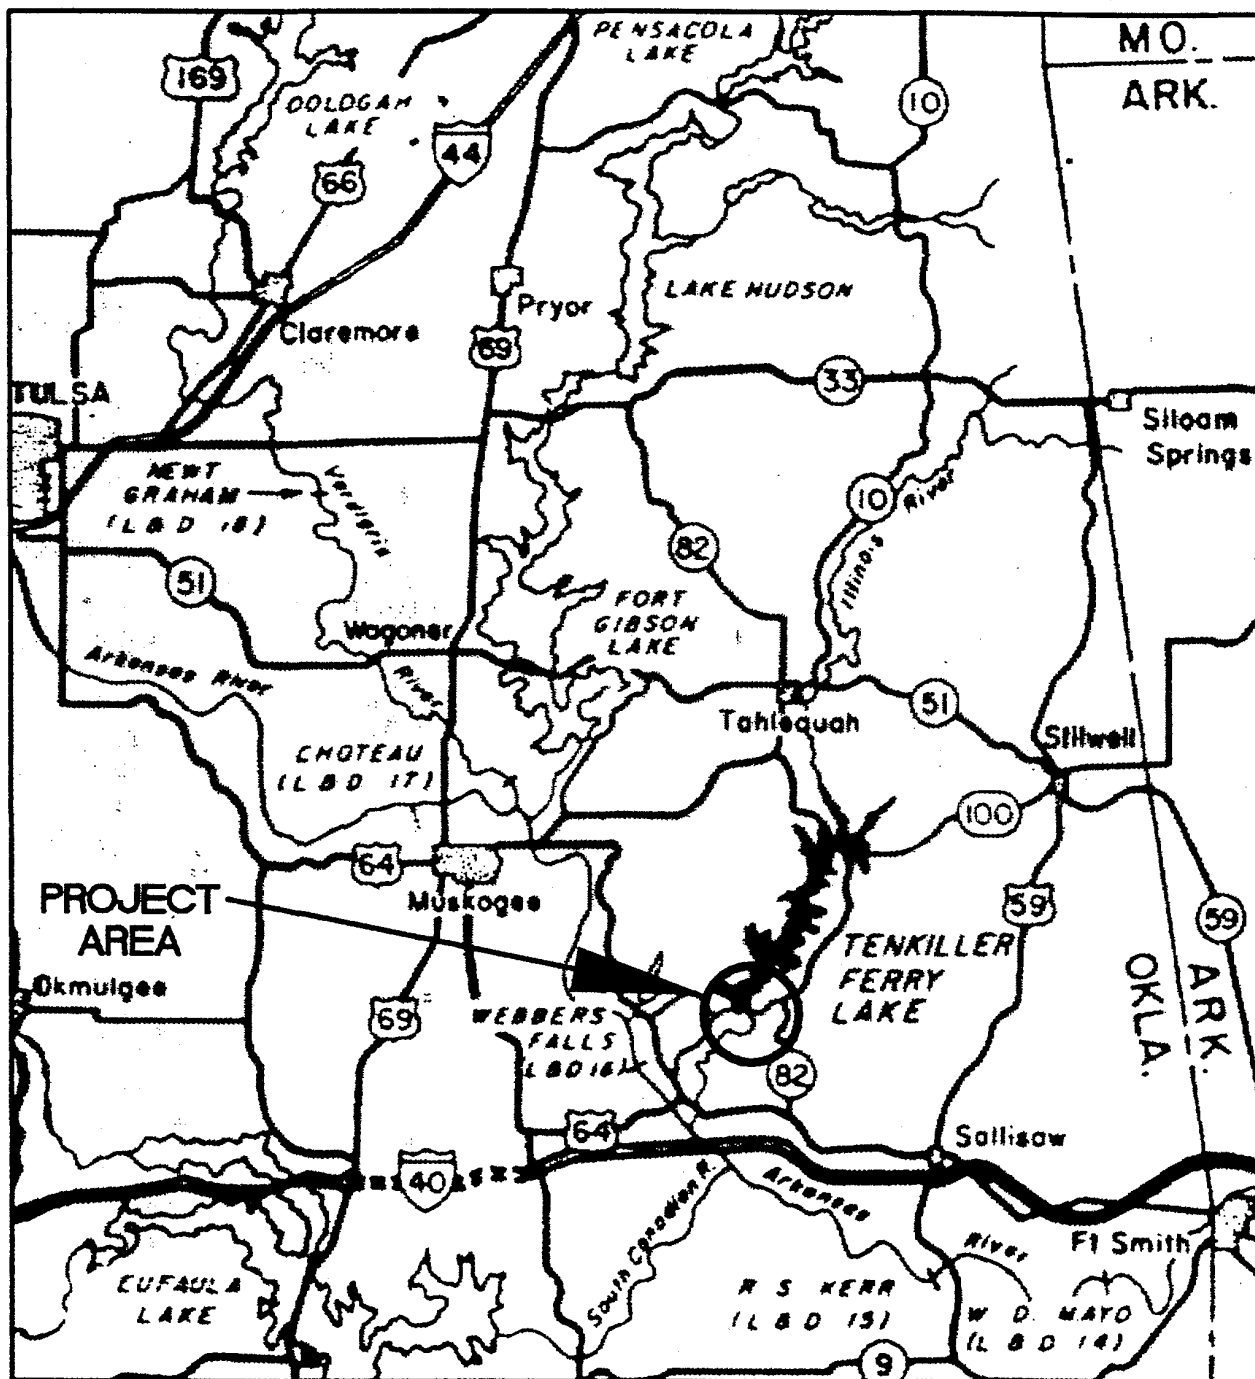 PENSACOLA
LAKE
MO.
ARK.
169
OOLOGAH
LAKE
10
44
66
LAKE HUDSON
Pryor
Claremore
69
33
TULSA
Siloam
Springs
NEWT
GRAHAM
(L & D 18)
Verdigris
10
River
82
Illinois
51
FORT
GIBSON
LAKE
Wagoner
Arkansas River
River
Tahlequah
51
Stilwell
CHOTEAU
(L & D 17)
100
64
Muskogee
PROJECT
AREA
59
59
TENKILLER
FERRY
LAKE
ARK.
OKLA.
Okmulgee
69
WEBBERS
FALLS
(L & D 16)
82
64
Sallisaw
40
South Canadian R.
Arkansas
River
Ft Smith
EUFAULA
LAKE
R S KERR
(L & D 15)
W. D. MAYO
(L & D 14)
9